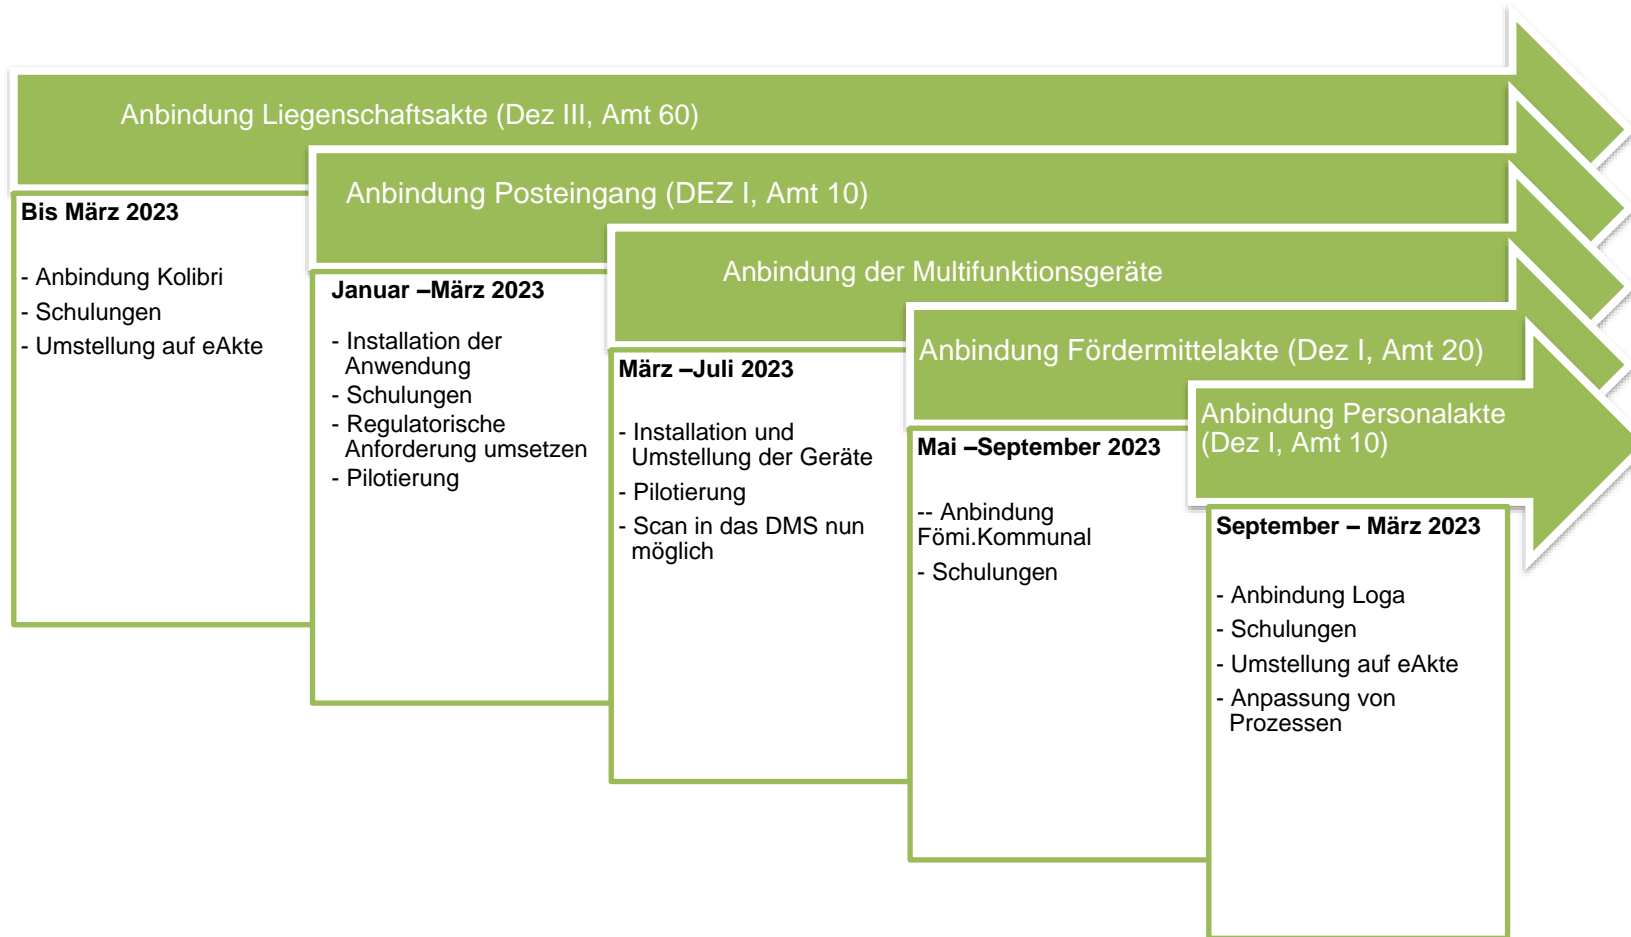 Anbindung Liegenschaftsakte (Dez III, Amt 60)
Bis März 2023
- Anbindung Kolibri
- Schulungen
- Umstellung auf eAkte
Anbindung Posteingang (DEZ I, Amt 10)
Januar –März 2023
- Installation der
Anwendung
- Schulungen
- Regulatorische
Anforderung umsetzen
- Pilotierung
Anbindung der Multifunktionsgeräte
März –Juli 2023
- Installation und
Umstellung der Geräte
- Pilotierung
- Scan in das DMS nun
möglich
Anbindung Fördermittelakte (Dez I, Amt 20)
Mai –September 2023
-- Anbindung
Fömi.Kommunal
- Schulungen
Anbindung Personalakte
(Dez I, Amt 10)
September – März 2023
- Anbindung Loga
- Schulungen
- Umstellung auf eAkte
- Anpassung von
Prozessen